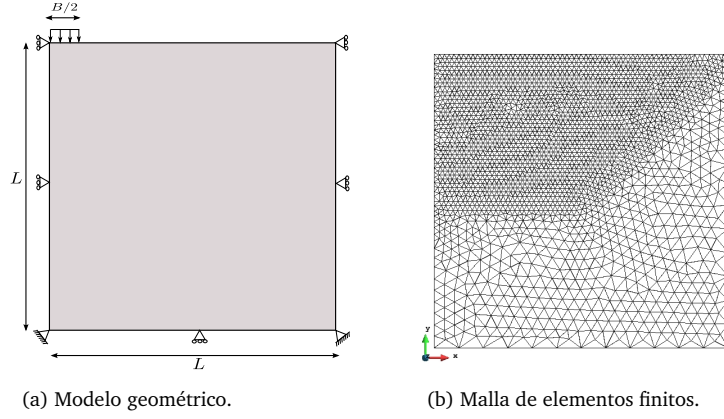 B/2
L
L
y
x
(a) Modelo geométrico.
(b) Malla de elementos finitos.